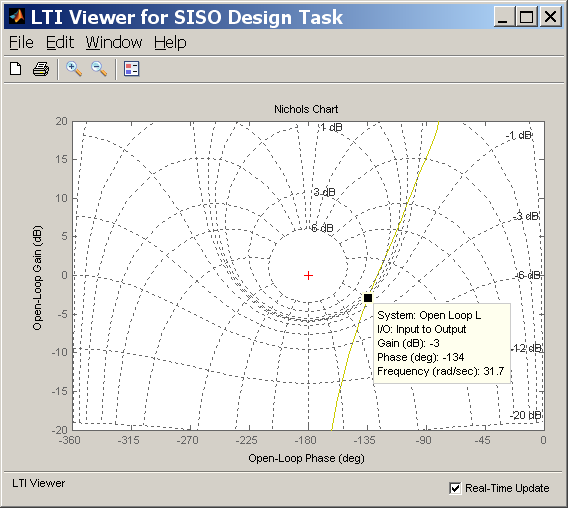 LTI Viewer for SISO Design Task
File Edit Window Help
Nichols Chart
20
15
10
5
0
-5
-10
-15
-20
Open-Loop Gain (dB)
1 dB
3 dB
6 dB
-1 dB
-3 dB
-6 dB
-12 dB
-20 dB
System: Open Loop L
I/O: Input to Output
Gain (dB): -3
Phase (deg): -134
Frequency (rad/sec): 31.7
-360 -315 -270 -225 -180 -135 -90 -45 0
Open-Loop Phase (deg)
LTI Viewer
Real-Time Update